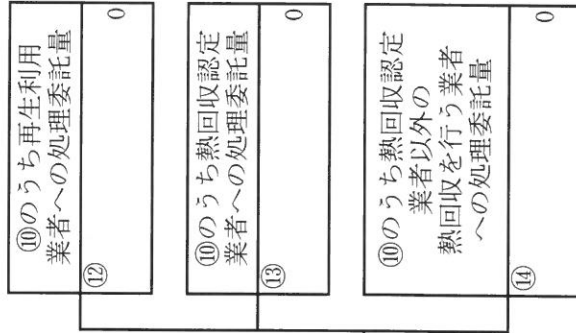 ⑩のうち再生利用
業者への処理委託量
⑫
0
⑩のうち熱回収認定
業者への処理委託量
⑬
0
⑩のうち熱回収認定
業者以外の
熱回収を行う業者
への処理委託量
⑭
0